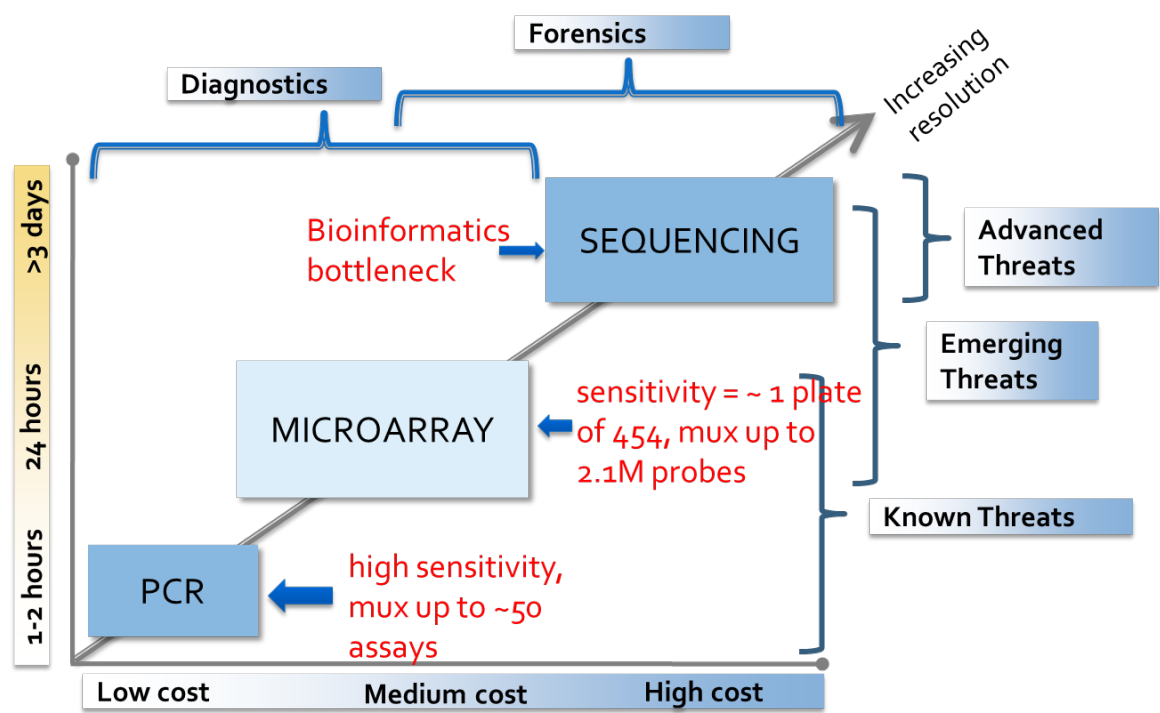 Forensics
Diagnostics
Increasing
resolution
>3 days
24 hours
1-2 hours
Bioinformatics
bottleneck
SEQUENCING
Advanced
Threats
Emerging
Threats
MICROARRAY
sensitivity = ~ 1 plate
of 454, mux up to
2.1M probes
Known Threats
PCR
high sensitivity,
mux up to ~50
assays
Low cost
Medium cost
High cost